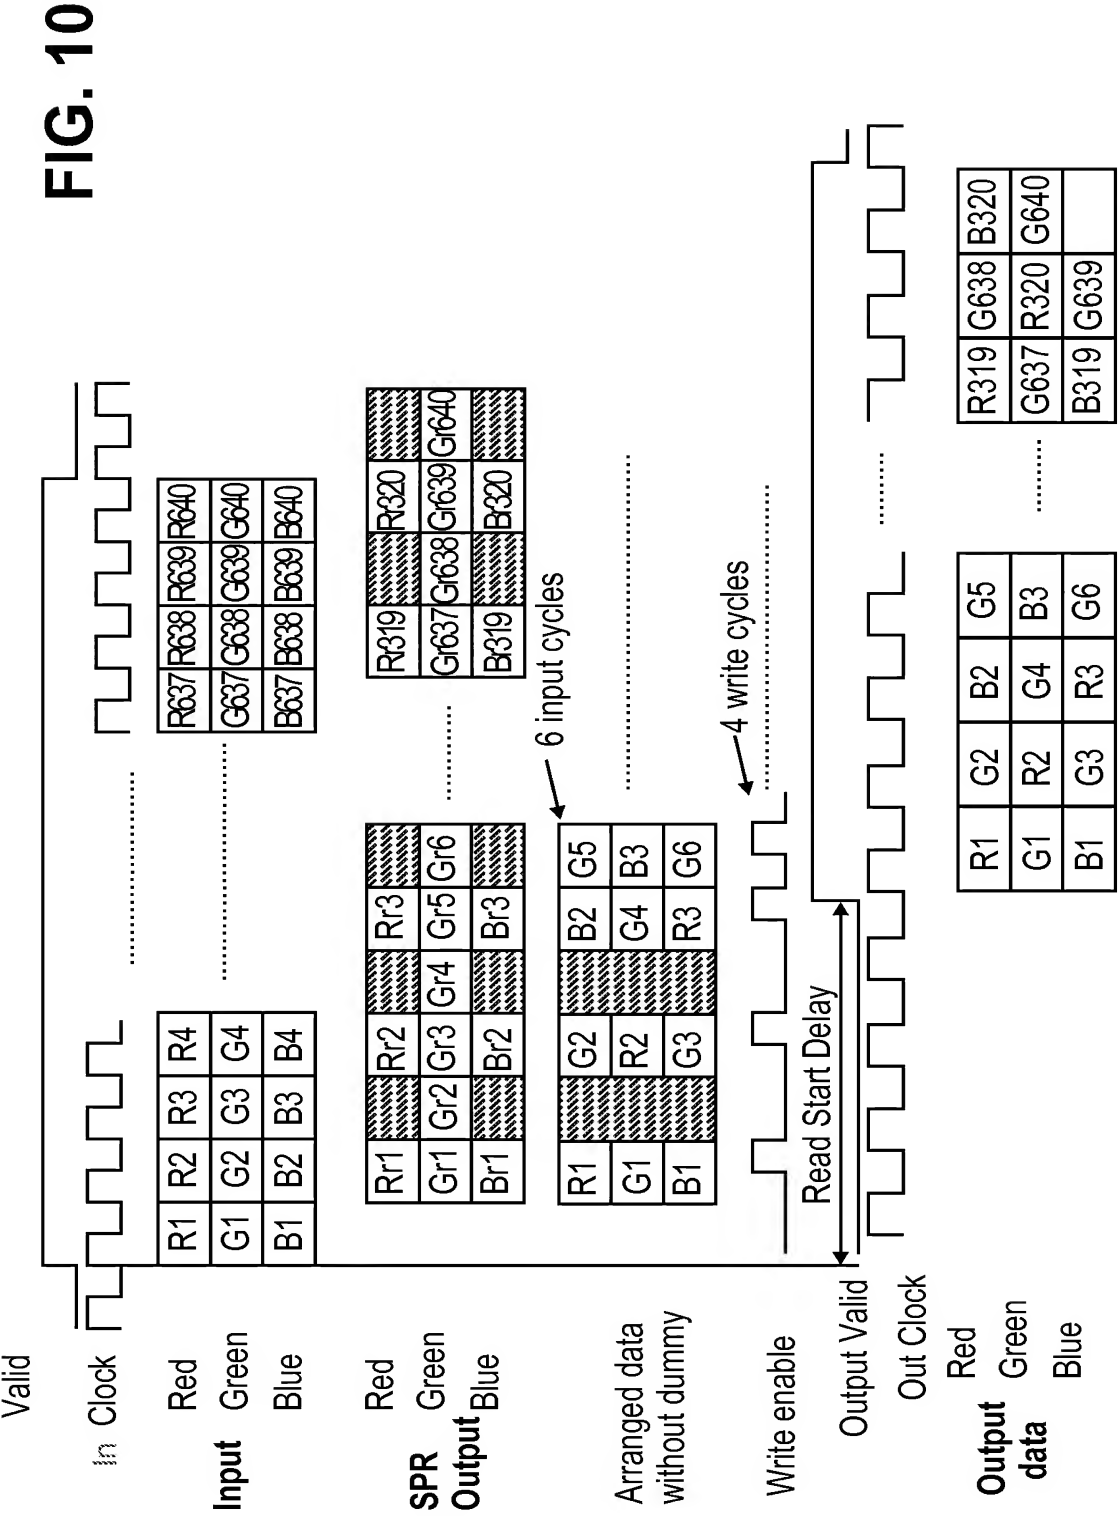 FIG. 10
Valid
In Clock
Input
Red R1 R2 R3 R4 R637 R638 R639 R640
Green G1 G2 G3 G4 G637 G638 G639 G640
Blue B1 B2 B3 B4 B637 B638 B639 B640
SPR Output
Red Rr1 Rr2 Rr3 Rr319 Rr320
Green Gr1 Gr2 Gr3 Gr4 Gr5 Gr6 Gr637 Gr638 Gr639 Gr640
Blue Br1 Br2 Br3 Br319 Br320
6 input cycles
Arranged data
without dummy
R1 G2 B2 G5
G1 R2 G4 B3
B1 G3 R3 G6
4 write cycles
Write enable
Read Start Delay
Output Valid
Out Clock
Output
data
Red R1 G2 B2 G5 R319 G638 B320
Green G1 R2 G4 B3 G637 R320 G640
Blue B1 G3 R3 G6 B319 G639